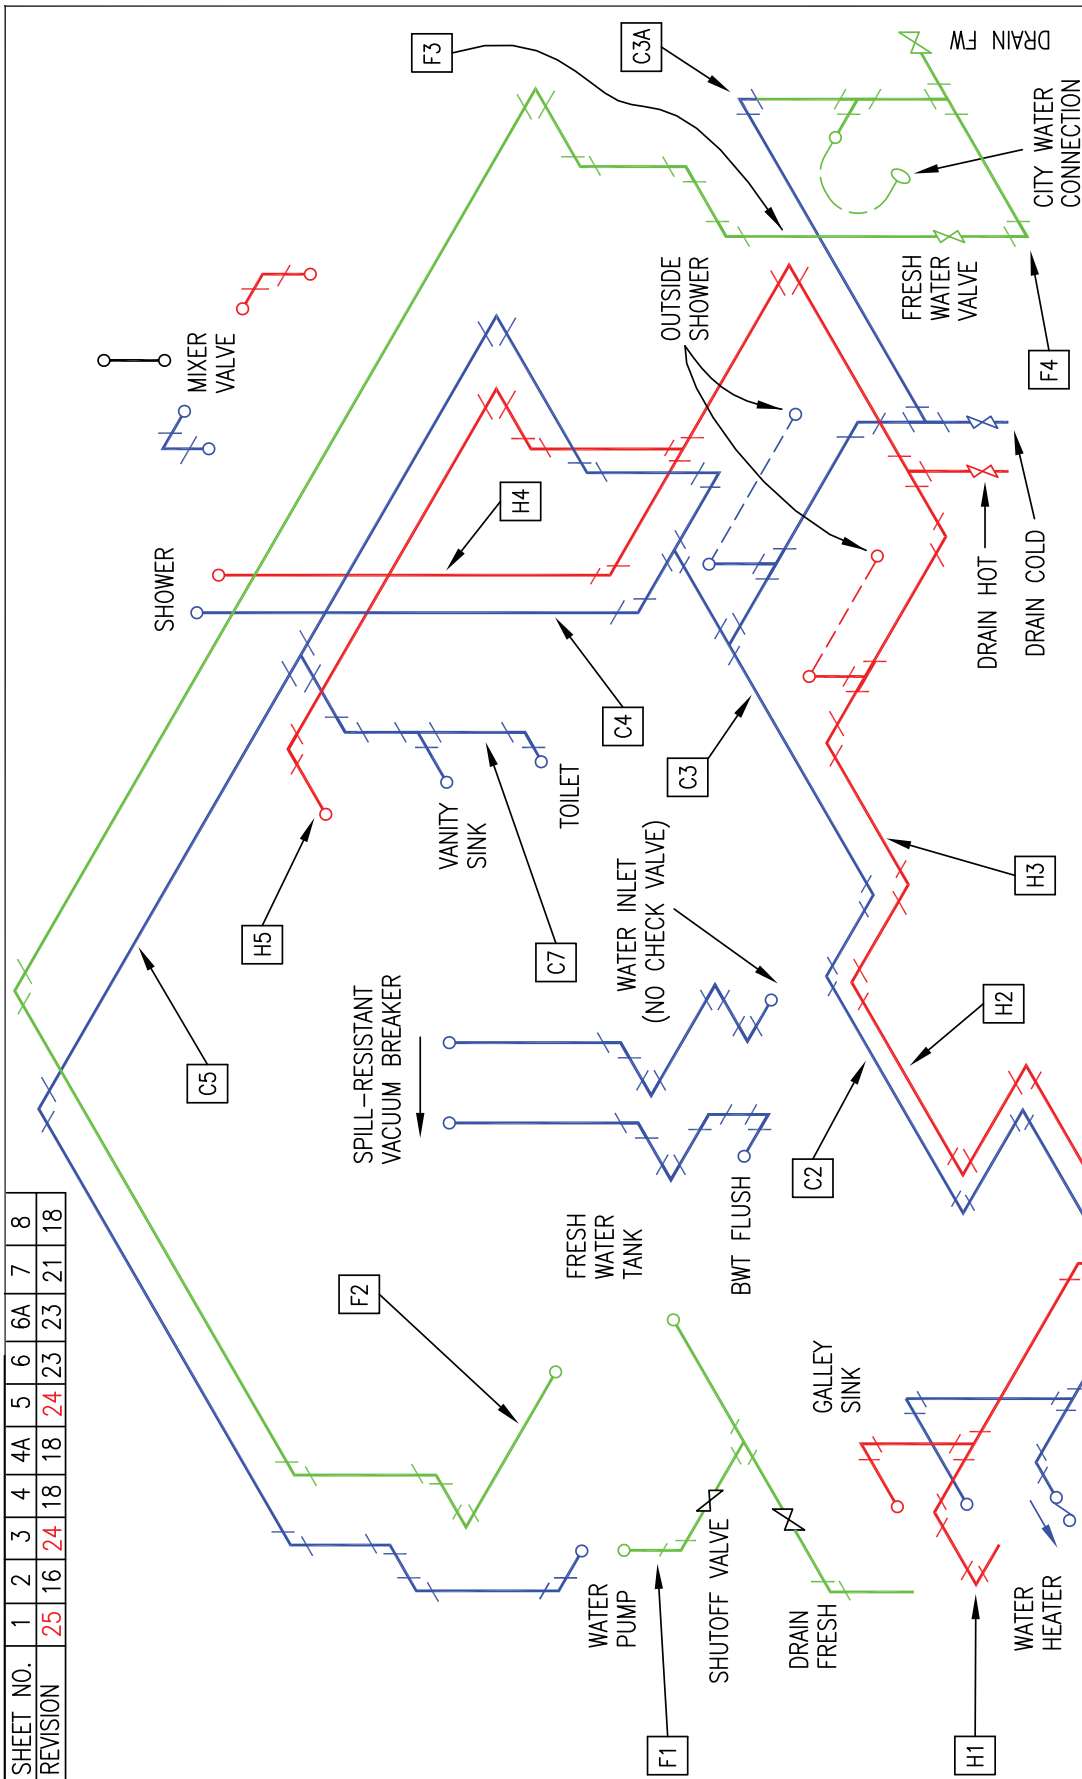 SHEET NO. 1 2 3 4 4A 5 6 6A 7 8
REVISION 25 16 24 18 18 24 23 23 21 18
F3
C3A
DRAIN FW
CITY WATER
CONNECTION
MIXER
VALVE
OUTSIDE
SHOWER
FRESH
WATER
VALVE
F4
SHOWER
H4
C4
DRAIN HOT
DRAIN COLD
C3
H3
VANITY
SINK
TOILET
H5
C7
WATER INLET
(NO CHECK VALVE)
SPILL-RESISTANT
VACUUM BREAKER
C5
H2
C2
FRESH
WATER
TANK
BWT FLUSH
F2
GALLEY
SINK
WATER
PUMP
SHUTOFF VALVE
DRAIN
FRESH
WATER
HEATER
F1
H1